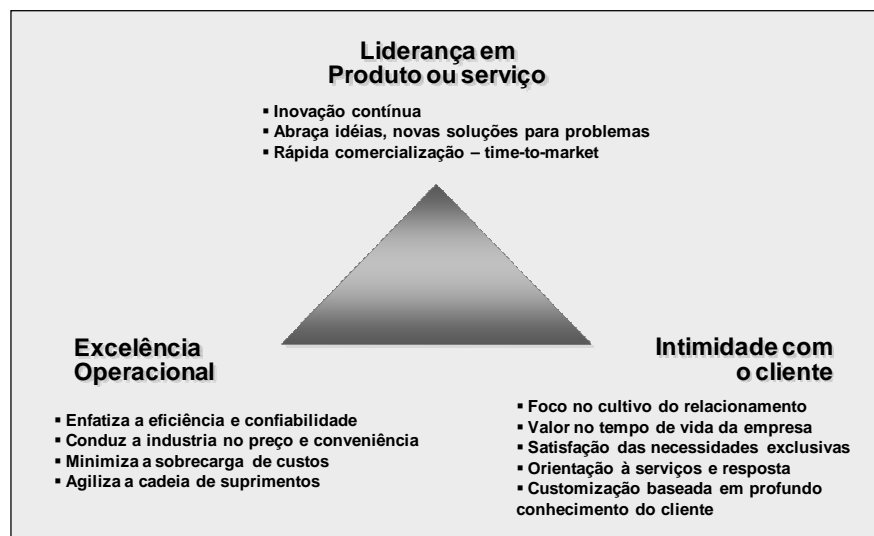 Liderança em
Produto ou serviço
▪ Inovação contínua
▪ Abraça idéias, novas soluções para problemas
▪ Rápida comercialização – time-to-market
Excelência
Operacional
▪ Enfatiza a eficiência e confiabilidade
▪ Conduz a industria no preço e conveniência
▪ Minimiza a sobrecarga de custos
▪ Agiliza a cadeia de suprimentos
Intimidade com
o cliente
▪ Foco no cultivo do relacionamento
▪ Valor no tempo de vida da empresa
▪ Satisfação das necessidades exclusivas
▪ Orientação à serviços e resposta
▪ Customização baseada em profundo
conhecimento do cliente